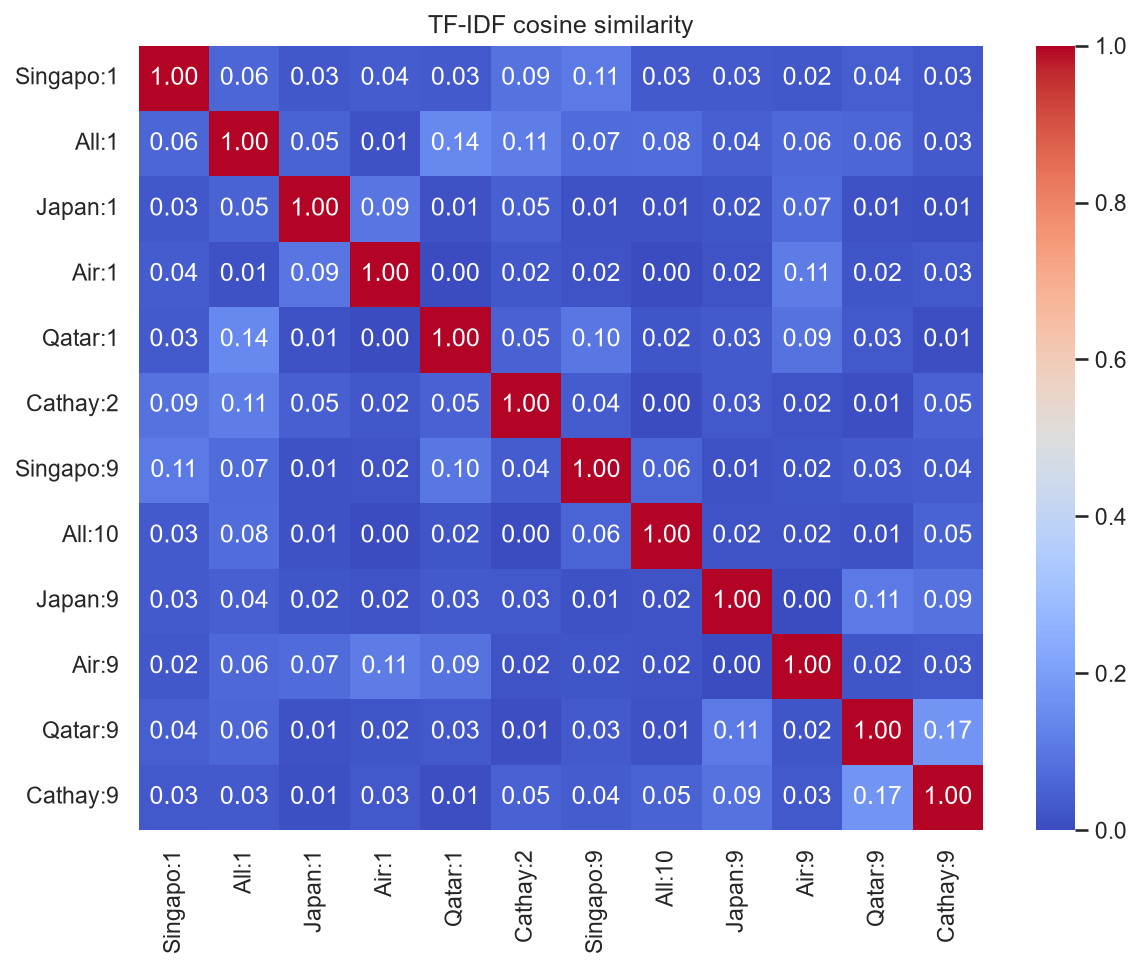 TF-IDF cosine similarity
Singapo:1 1.00 0.06 0.03 0.04 0.03 0.09 0.11 0.03 0.03 0.02 0.04 0.03
All:1 0.06 1.00 0.05 0.01 0.14 0.11 0.07 0.08 0.04 0.06 0.06 0.03
Japan:1 0.03 0.05 1.00 0.09 0.01 0.05 0.01 0.01 0.02 0.07 0.01 0.01
Air:1 0.04 0.01 0.09 1.00 0.00 0.02 0.02 0.00 0.02 0.11 0.02 0.03
Qatar:1 0.03 0.14 0.01 0.00 1.00 0.05 0.10 0.02 0.03 0.09 0.03 0.01
Cathay:2 0.09 0.11 0.05 0.02 0.05 1.00 0.04 0.00 0.03 0.02 0.01 0.05
Singapo:9 0.11 0.07 0.01 0.02 0.10 0.04 1.00 0.06 0.01 0.02 0.03 0.04
All:10 0.03 0.08 0.01 0.00 0.02 0.00 0.06 1.00 0.02 0.02 0.01 0.05
Japan:9 0.03 0.04 0.02 0.02 0.03 0.03 0.01 0.02 1.00 0.00 0.11 0.09
Air:9 0.02 0.06 0.07 0.11 0.09 0.02 0.02 0.02 0.00 1.00 0.02 0.03
Qatar:9 0.04 0.06 0.01 0.02 0.03 0.01 0.03 0.01 0.11 0.02 1.00 0.17
Cathay:9 0.03 0.03 0.01 0.03 0.01 0.05 0.04 0.05 0.09 0.03 0.17 1.00
Singapo:1 All:1 Japan:1 Air:1 Qatar:1 Cathay:2 Singapo:9 All:10 Japan:9 Air:9 Qatar:9 Cathay:9
1.0
0.8
0.6
0.4
0.2
0.0